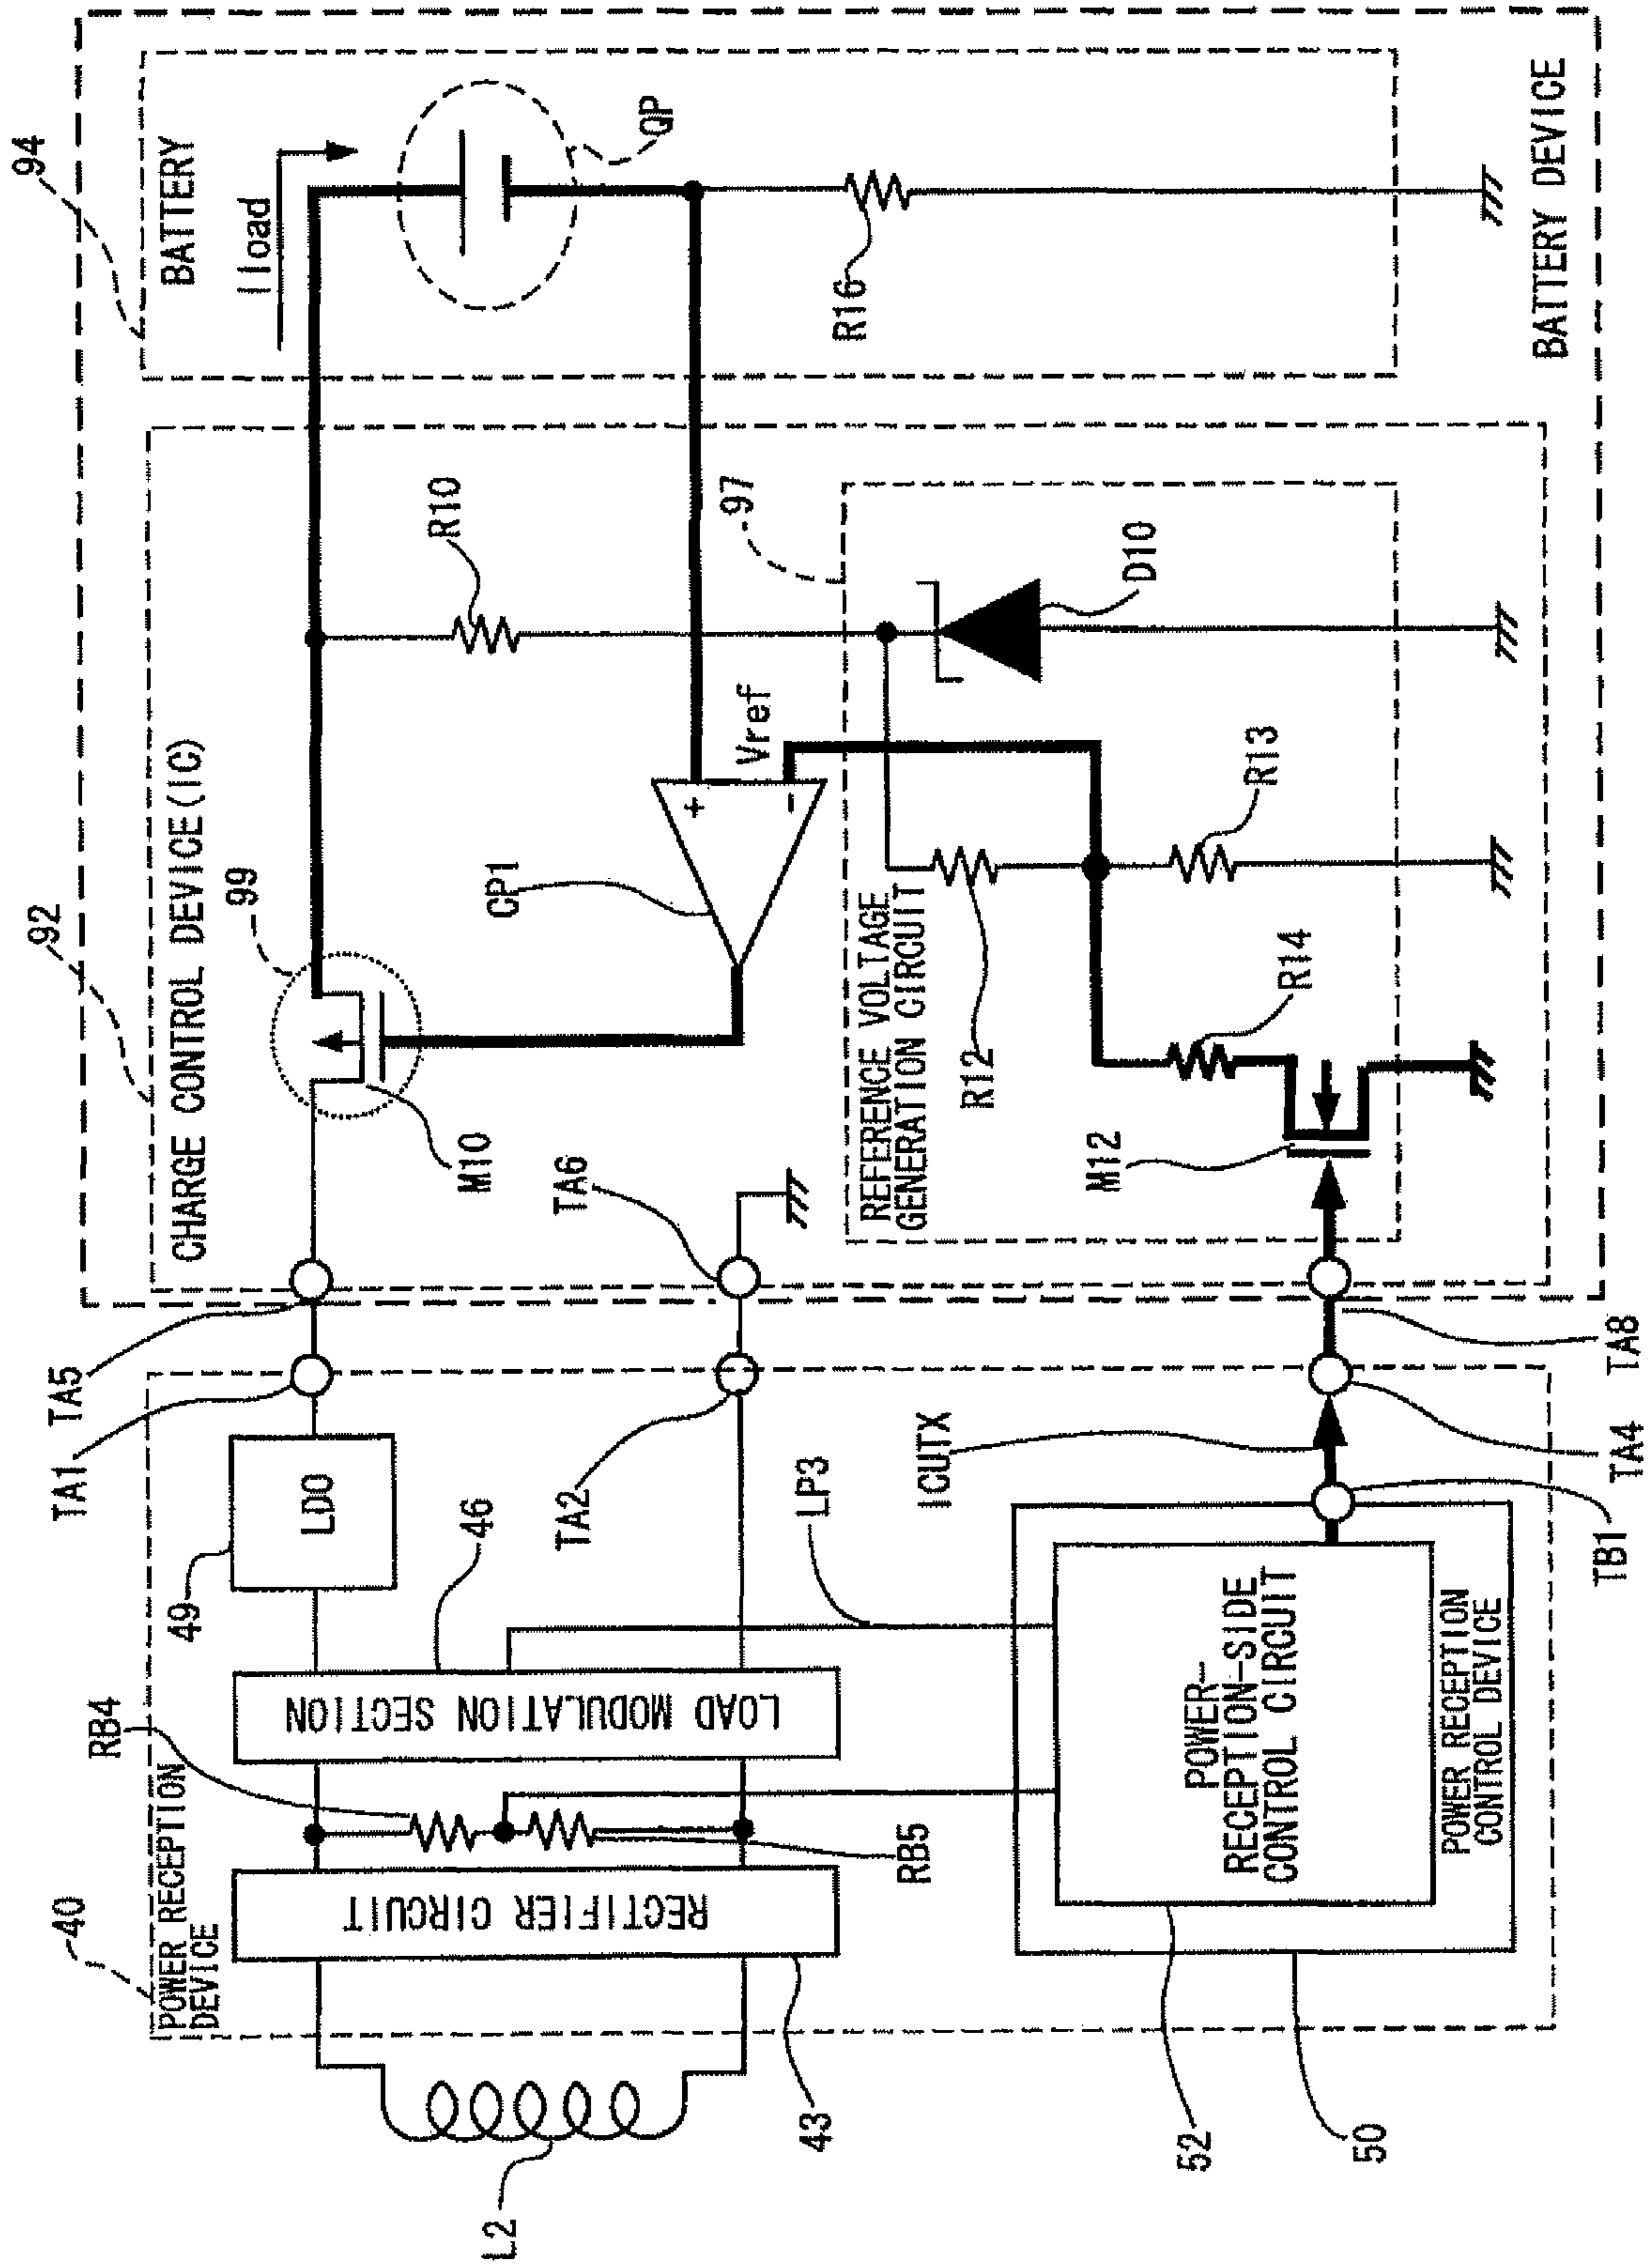 40
POWER RECEPTION
DEVICE
L2
RECTIFIER CIRCUIT
43
RB4
RB5
LOAD MODULATION SECTION
46
LP3
49
LDO
TA1
TA5
TA2
TA6
POWER-
RECEPTION-SIDE
CONTROL CIRCUIT
POWER RECEPTION
CONTROL DEVICE
52
50
ICUTX
TB1
TA4
TA8
92
CHARGE CONTROL DEVICE(IC)
99
M10
CP1
+
-
Vref
R10
97
REFERENCE VOLTAGE
GENERATION CIRCUIT
R12
R13
R14
M12
D10
94
BATTERY
Iload
QP
R16
BATTERY DEVICE